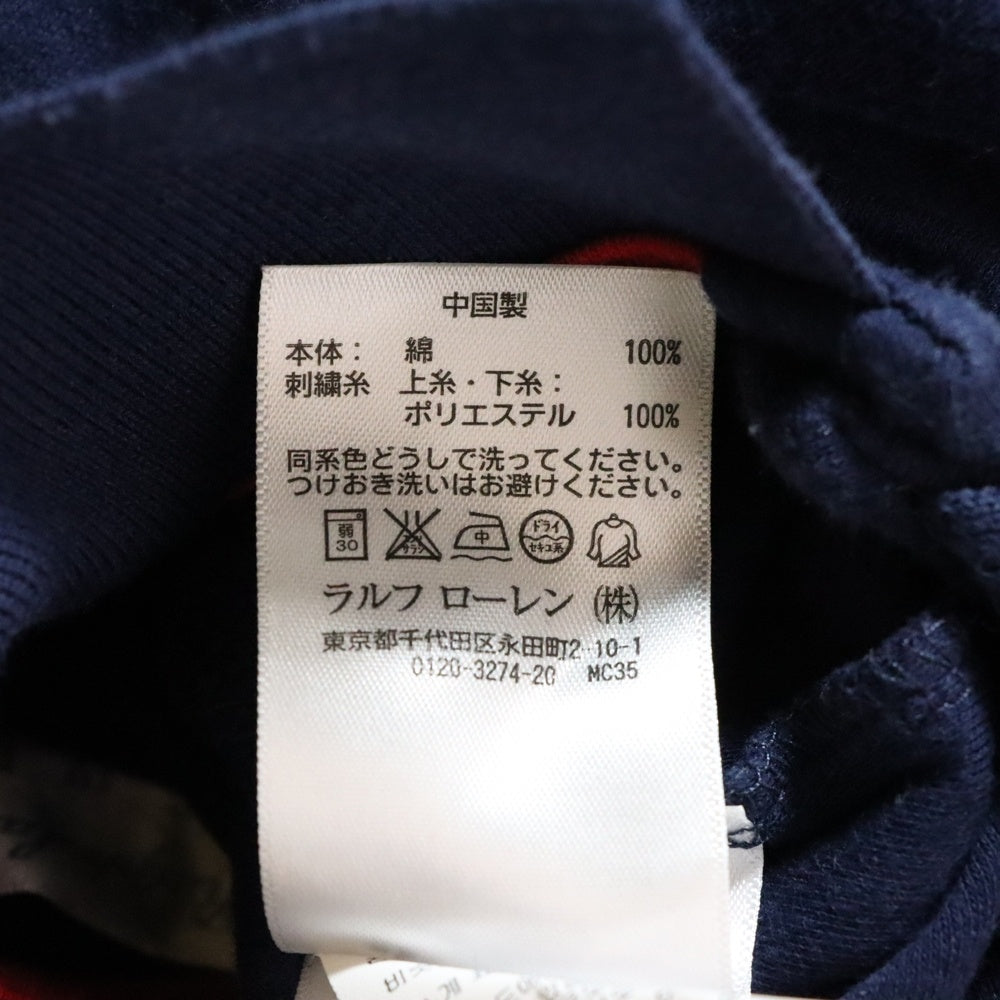 中国製
本体： 綿 100%
刺繍糸 上糸・下糸：
ポリエステル 100%
同系色どうしで洗ってください。
つけおき洗いはお避けください。
弱 30 中 ドライ セキユ系
ラルフ ローレン (株)
東京都千代田区永田町2-10-1
0120-3274-20 MC35